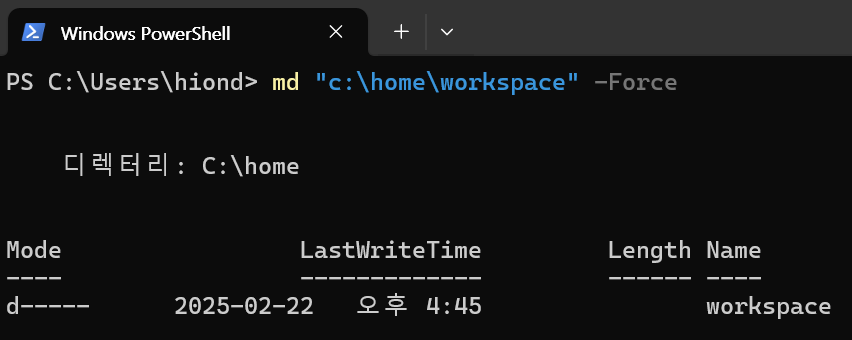 Windows PowerShell
PS C:\Users\hiond> md "c:\home\workspace" -Force
디렉터리: C:\home
Mode LastWriteTime Length Name
---- ------------- ------ ----
d----- 2025-02-22 오후 4:45 workspace